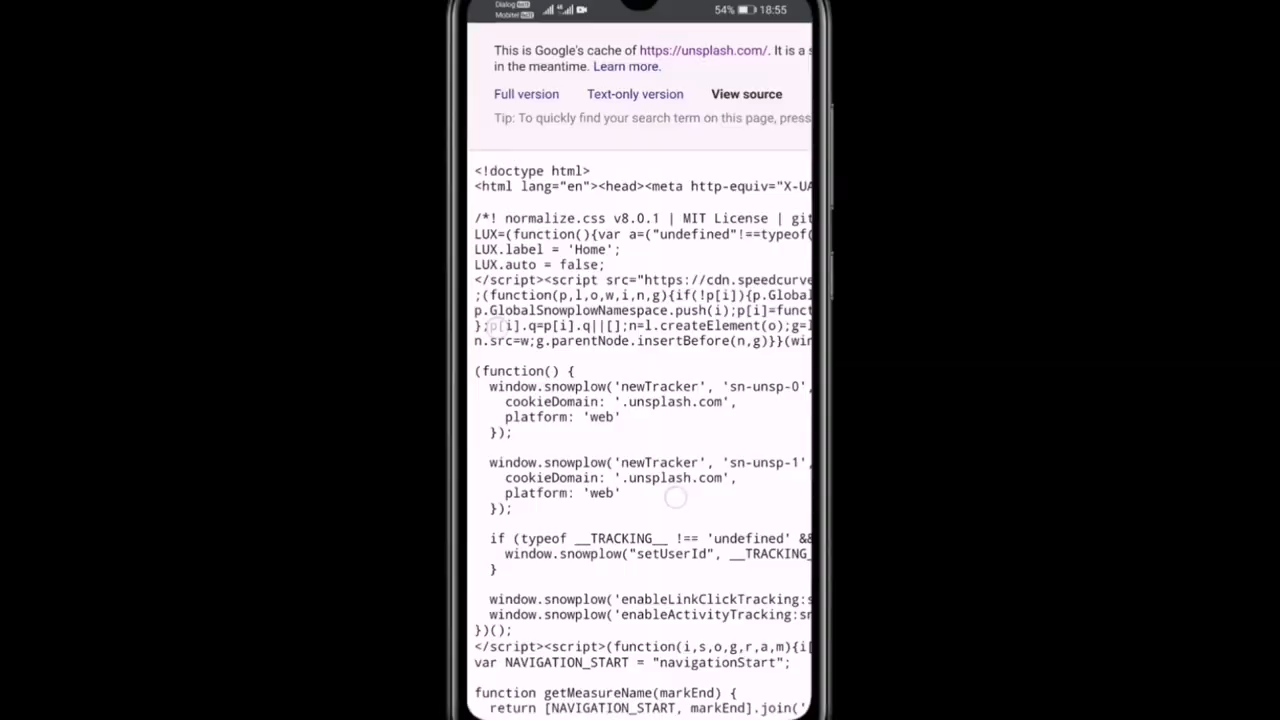 Dialog
Mobitel
54% 18:55
This is Google's cache of https://unsplash.com/. It is a s
in the meantime. Learn more.
Full version Text-only version View source
Tip: To quickly find your search term on this page, press
<!doctype html>
<html lang="en"><head><meta http-equiv="X-UA
/*! normalize.css v8.0.1 | MIT License | git
LUX=(function(){var a=("undefined"!==typeof(
LUX.label = 'Home';
LUX.auto = false;
</script><script src="https://cdn.speedcurve
;(function(p,l,o,w,i,n,g){if(!p[i]){p.Global
p.GlobalSnowplowNamespace.push(i);p[i]=funct
};p[i].q=p[i].q||[];n=l.createElement(o);g=l
n.src=w;g.parentNode.insertBefore(n,g)}}(win
(function() {
window.snowplow('newTracker', 'sn-unsp-0',
cookieDomain: '.unsplash.com',
platform: 'web'
});
window.snowplow('newTracker', 'sn-unsp-1',
cookieDomain: '.unsplash.com',
platform: 'web'
});
if (typeof __TRACKING__ !== 'undefined' &&
window.snowplow("setUserId", __TRACKING_
}
window.snowplow('enableLinkClickTracking:s
window.snowplow('enableActivityTracking:sn
})();
</script><script>(function(i,s,o,g,r,a,m){i[
var NAVIGATION_START = "navigationStart";
function getMeasureName(markEnd) {
return [NAVIGATION_START, markEnd].join('